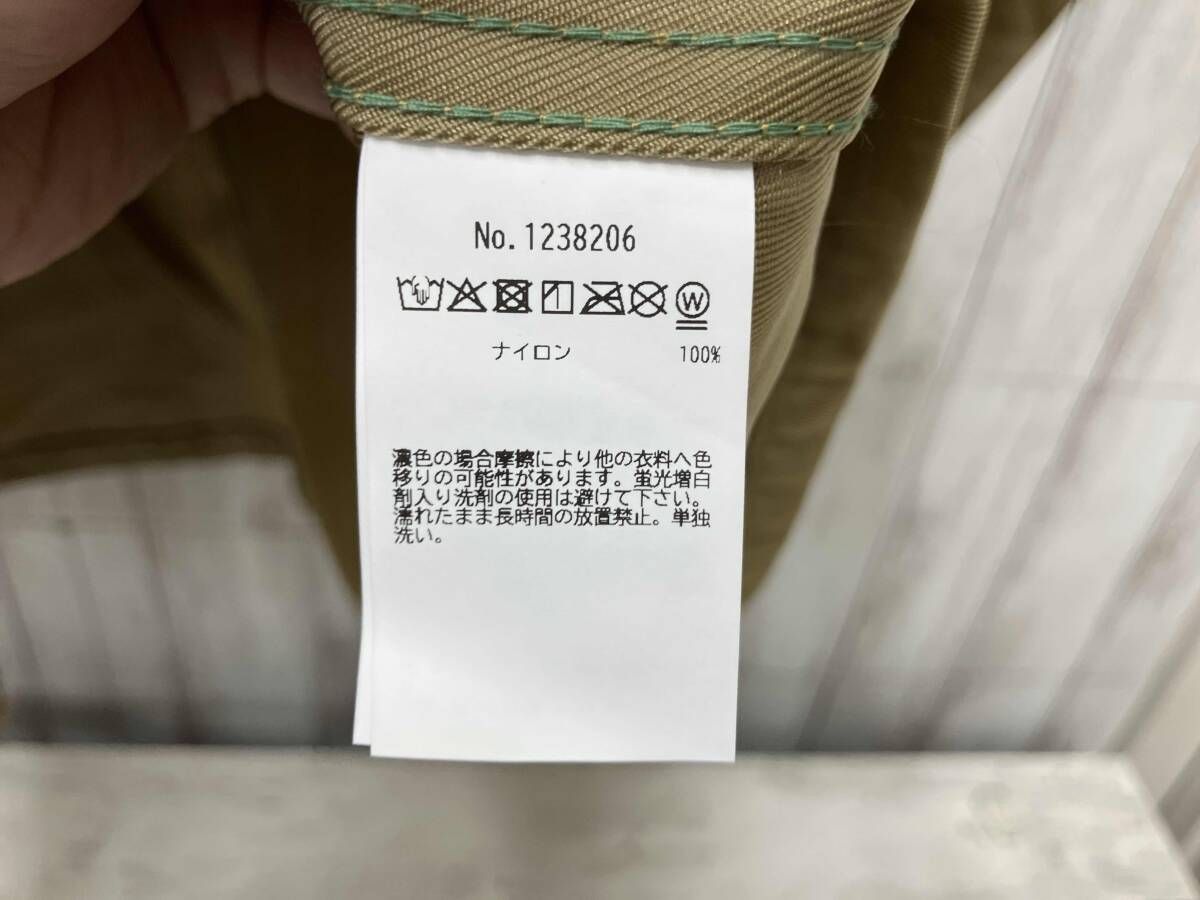 No.1238206
W
ナイロン 100%
濃色の場合摩擦により他の衣料へ色
移りの可能性があります。蛍光増白
剤入り洗剤の使用は避けて下さい。
濡れたまま長時間の放置禁止。単独
洗い。